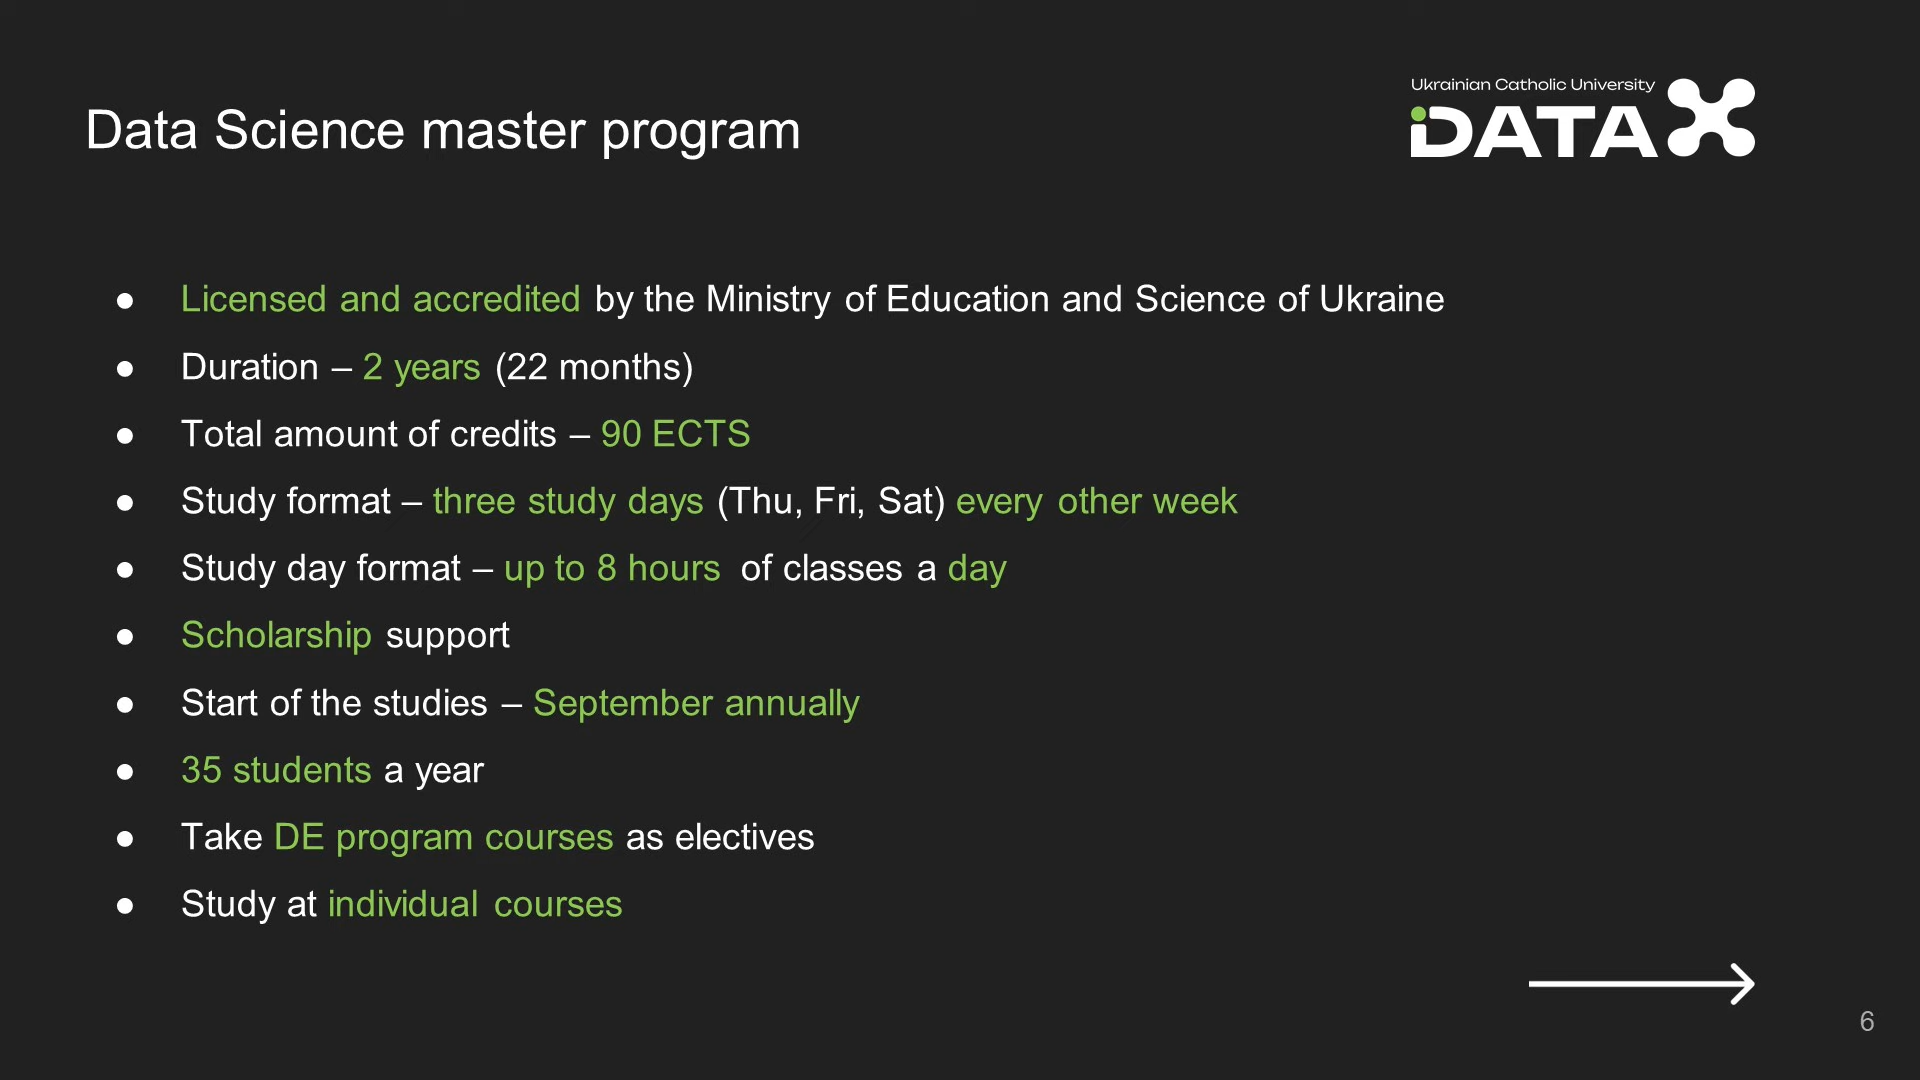 Ukrainian Catholic University
iDATA X
Data Science master program
● Licensed and accredited by the Ministry of Education and Science of Ukraine
● Duration – 2 years (22 months)
● Total amount of credits – 90 ECTS
● Study format – three study days (Thu, Fri, Sat) every other week
● Study day format – up to 8 hours of classes a day
● Scholarship support
● Start of the studies – September annually
● 35 students a year
● Take DE program courses as electives
● Study at individual courses
6